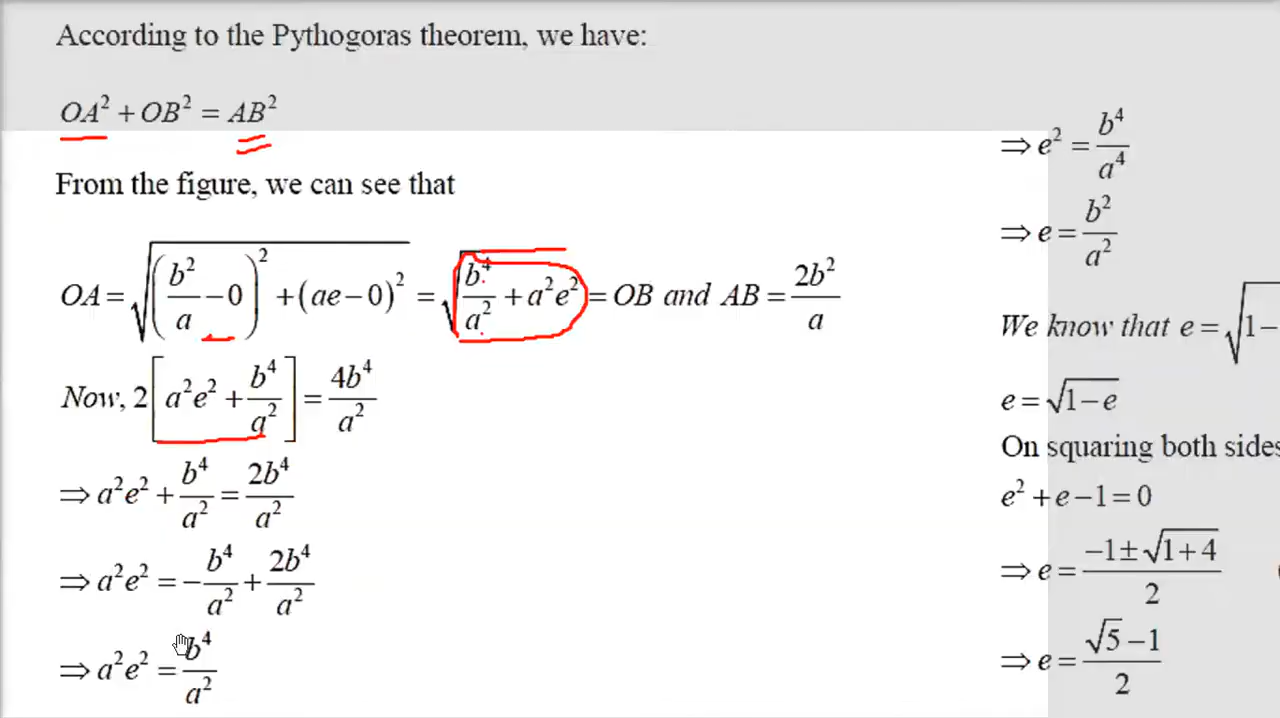 According to the Pythogoras theorem, we have:
OA² + OB² = AB²
From the figure, we can see that
OA = √((b²/a − 0)² + (ae − 0)²) = √(b⁴/a² + a²e²) = OB and AB = 2b²/a
Now, 2[a²e² + b⁴/a²] = 4b⁴/a²
⇒ a²e² + b⁴/a² = 2b⁴/a²
⇒ a²e² = −b⁴/a² + 2b⁴/a²
⇒ a²e² = b⁴/a²
⇒ e² = b⁴/a⁴
⇒ e = b²/a²
We know that e = √1−
e = √(1−e)
On squaring both sides
e² + e − 1 = 0
⇒ e = (−1 ± √(1+4))/2
⇒ e = (√5 − 1)/2